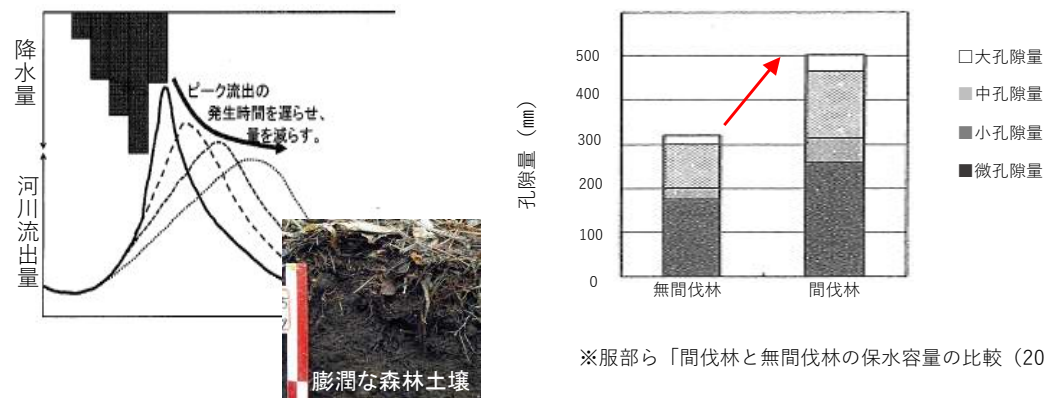 降水量
河川流出量
ピーク流出の
発生時間を遅らせ、
量を減らす。
膨潤な森林土壌
孔隙量（㎜）
500
400
300
200
100
0
無間伐林
間伐林
□大孔隙量
■中孔隙量
■小孔隙量
■微孔隙量
※服部ら「間伐林と無間伐林の保水容量の比較（20